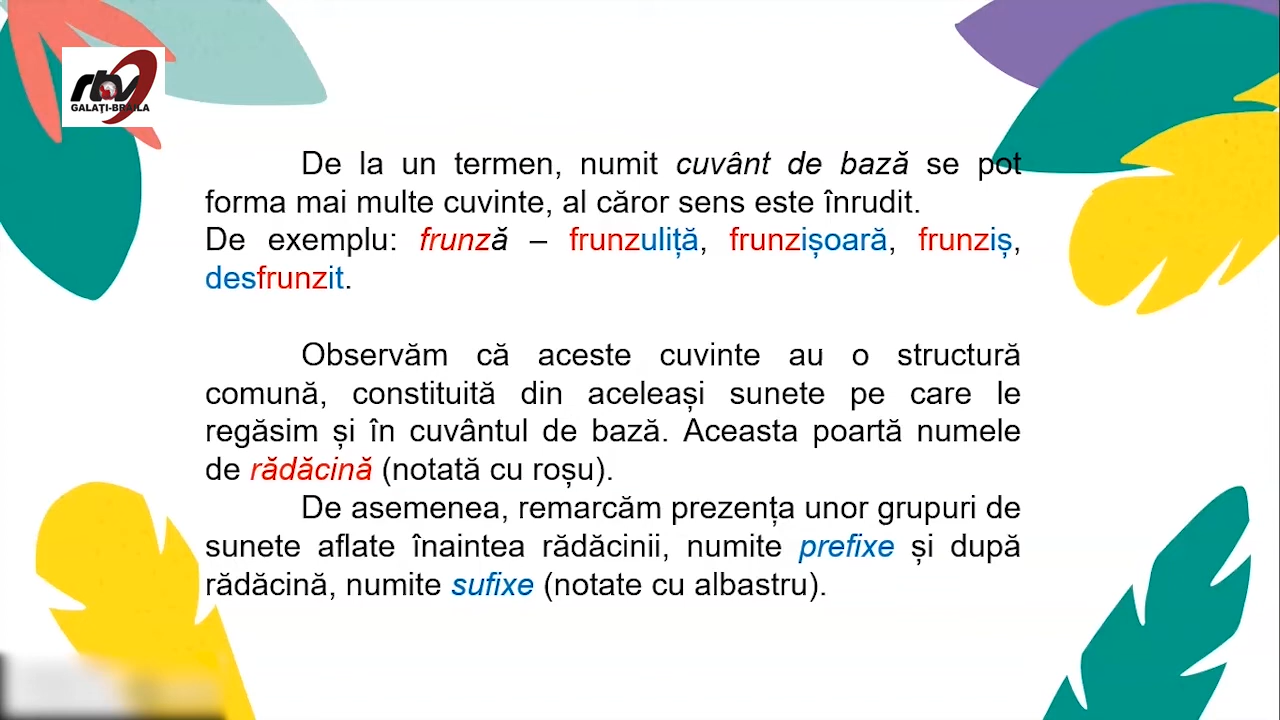 rtv
GALAȚI-BRAILA
De la un termen, numit cuvânt de bază se pot
forma mai multe cuvinte, al căror sens este înrudit.
De exemplu: frunză – frunzuliță, frunzișoară, frunziș,
desfrunzit.
Observăm că aceste cuvinte au o structură
comună, constituită din aceleași sunete pe care le
regăsim și în cuvântul de bază. Aceasta poartă numele
de rădăcină (notată cu roșu).
De asemenea, remarcăm prezența unor grupuri de
sunete aflate înaintea rădăcinii, numite prefixe și după
rădăcină, numite sufixe (notate cu albastru).